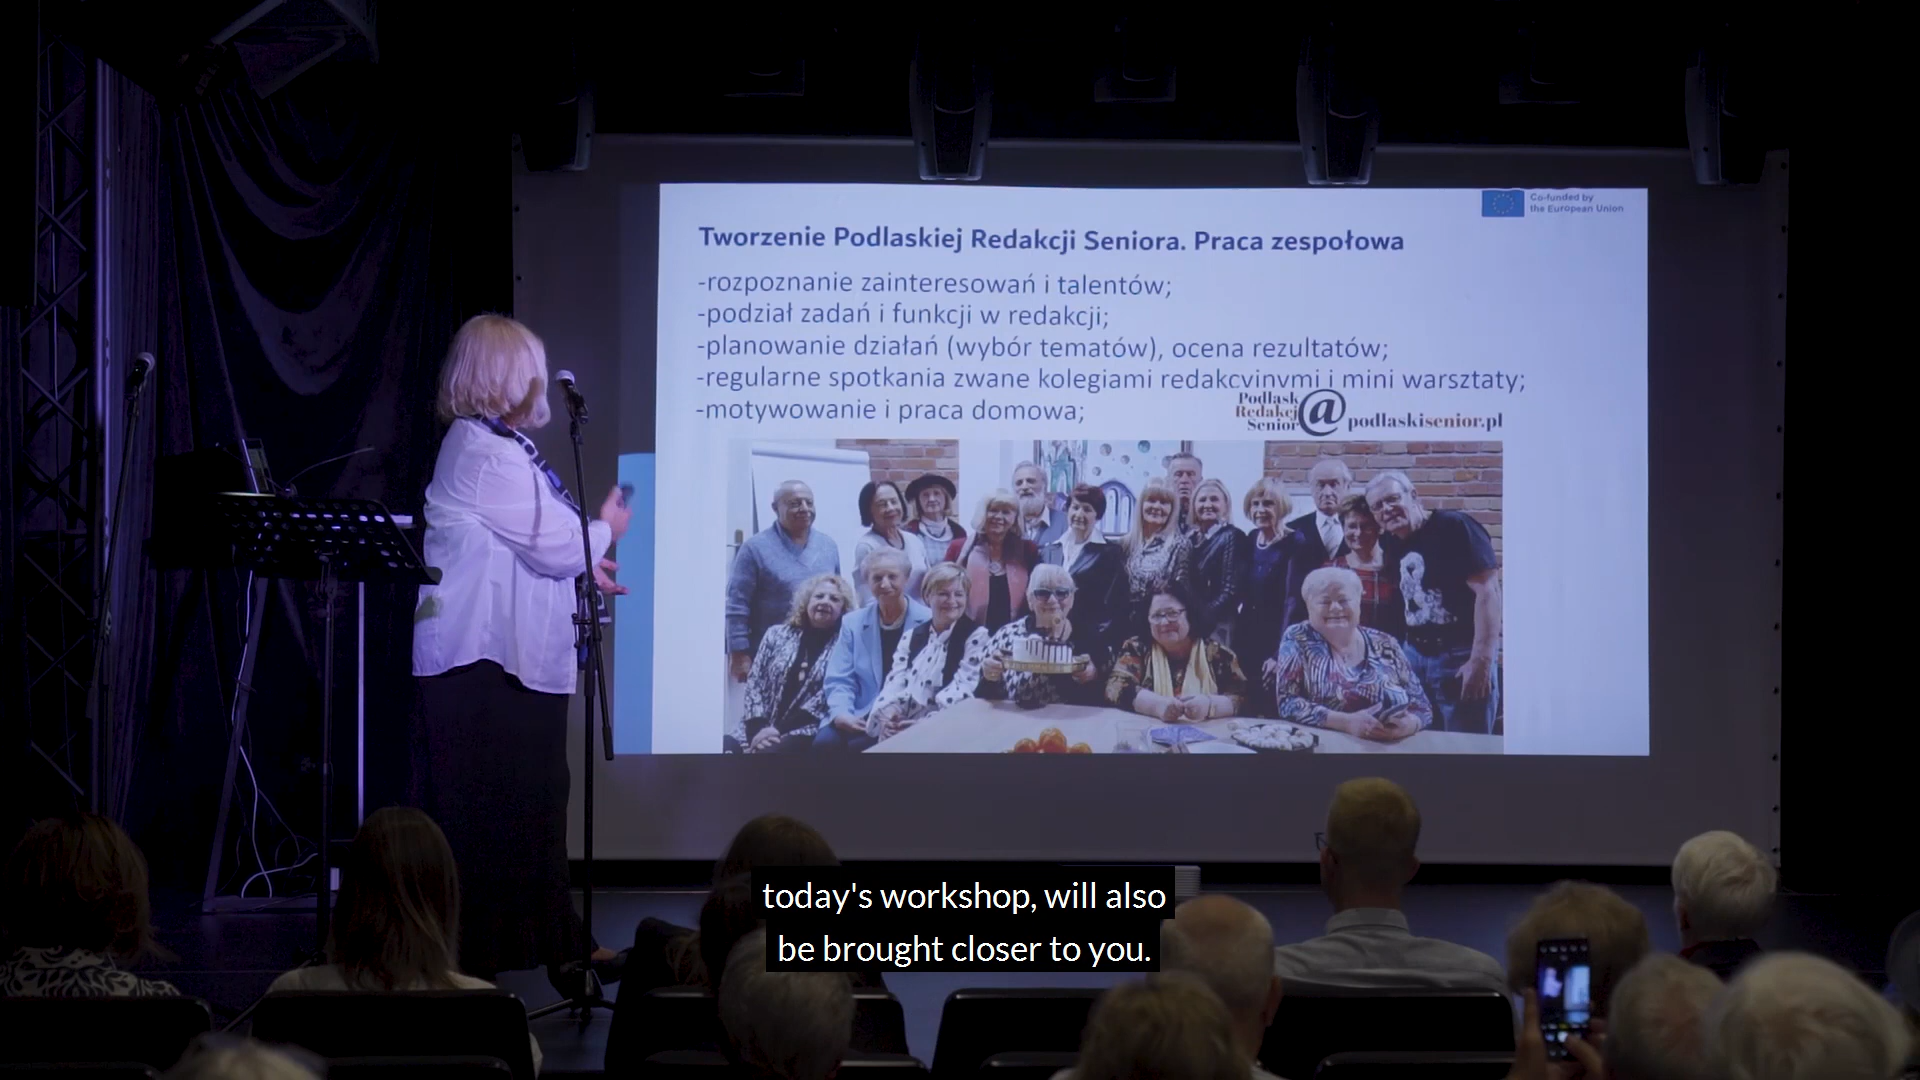 Co-funded by
the European Union
Tworzenie Podlaskiej Redakcji Seniora. Praca zespołowa
-rozpoznanie zainteresowań i talentów;
-podział zadań i funkcji w redakcji;
-planowanie działań (wybór tematów), ocena rezultatów;
-regularne spotkania zwane kolegiami redakcyjnymi i mini warsztaty;
-motywowanie i praca domowa;
Podlask
Redakcj
Senior @ podlaskisenior.pl
today's workshop, will also
be brought closer to you.